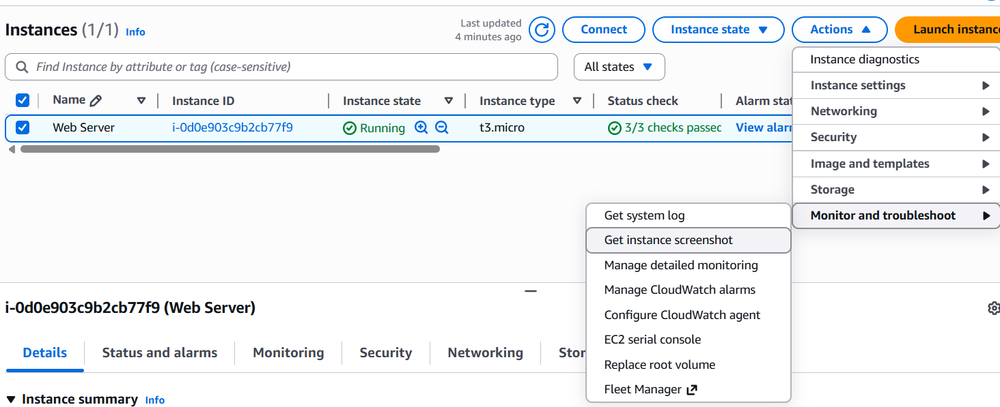 Instances (1/1) Info
Last updated
4 minutes ago
Connect
Instance state
Actions
Launch instance
Find Instance by attribute or tag (case-sensitive)
All states
Name Instance ID Instance state Instance type Status check Alarm stat
Web Server i-0d0e903c9b2cb77f9 Running t3.micro 3/3 checks passed View alarm
Instance diagnostics
Instance settings
Networking
Security
Image and templates
Storage
Monitor and troubleshoot
Get system log
Get instance screenshot
Manage detailed monitoring
Manage CloudWatch alarms
Configure CloudWatch agent
EC2 serial console
Replace root volume
Fleet Manager
i-0d0e903c9b2cb77f9 (Web Server)
Details Status and alarms Monitoring Security Networking Stor
Instance summary Info